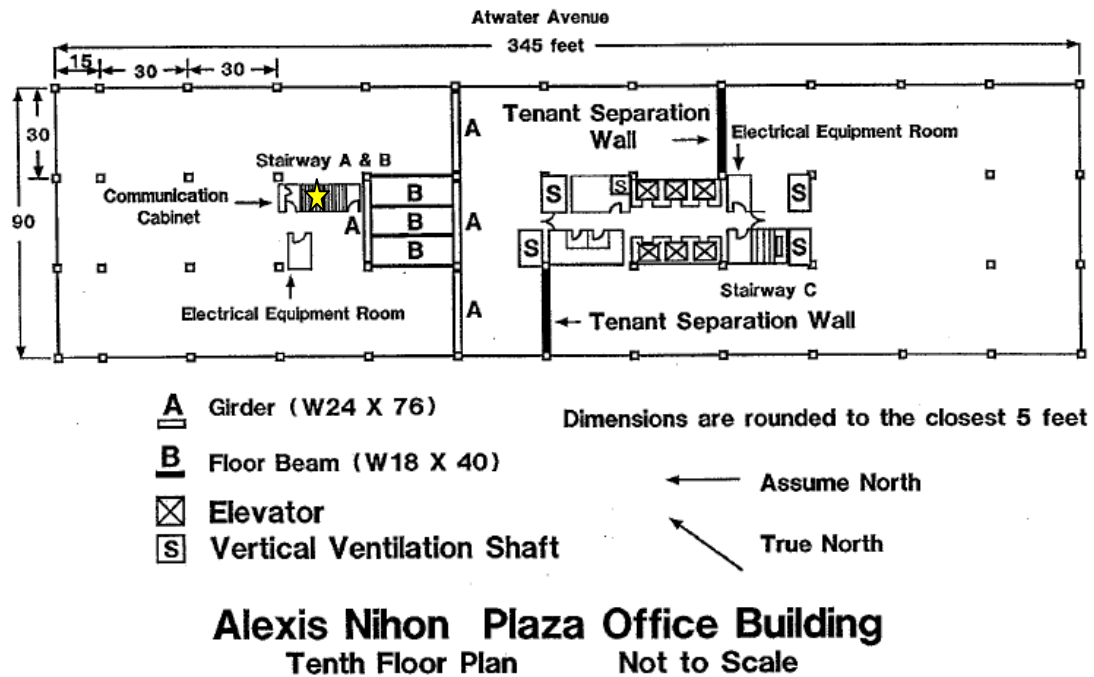 Atwater Avenue
345 feet
15
30
30
30
90
A
Tenant Separation
Wall
Electrical Equipment Room
Stairway A & B
Communication
Cabinet
B
B
B
A
A
S
S
S
S
S
Stairway C
Electrical Equipment Room
A
Tenant Separation Wall
A Girder (W24 X 76)
Dimensions are rounded to the closest 5 feet
B Floor Beam (W18 X 40)
Assume North
Elevator
S Vertical Ventilation Shaft
True North
Alexis Nihon Plaza Office Building
Tenth Floor Plan Not to Scale